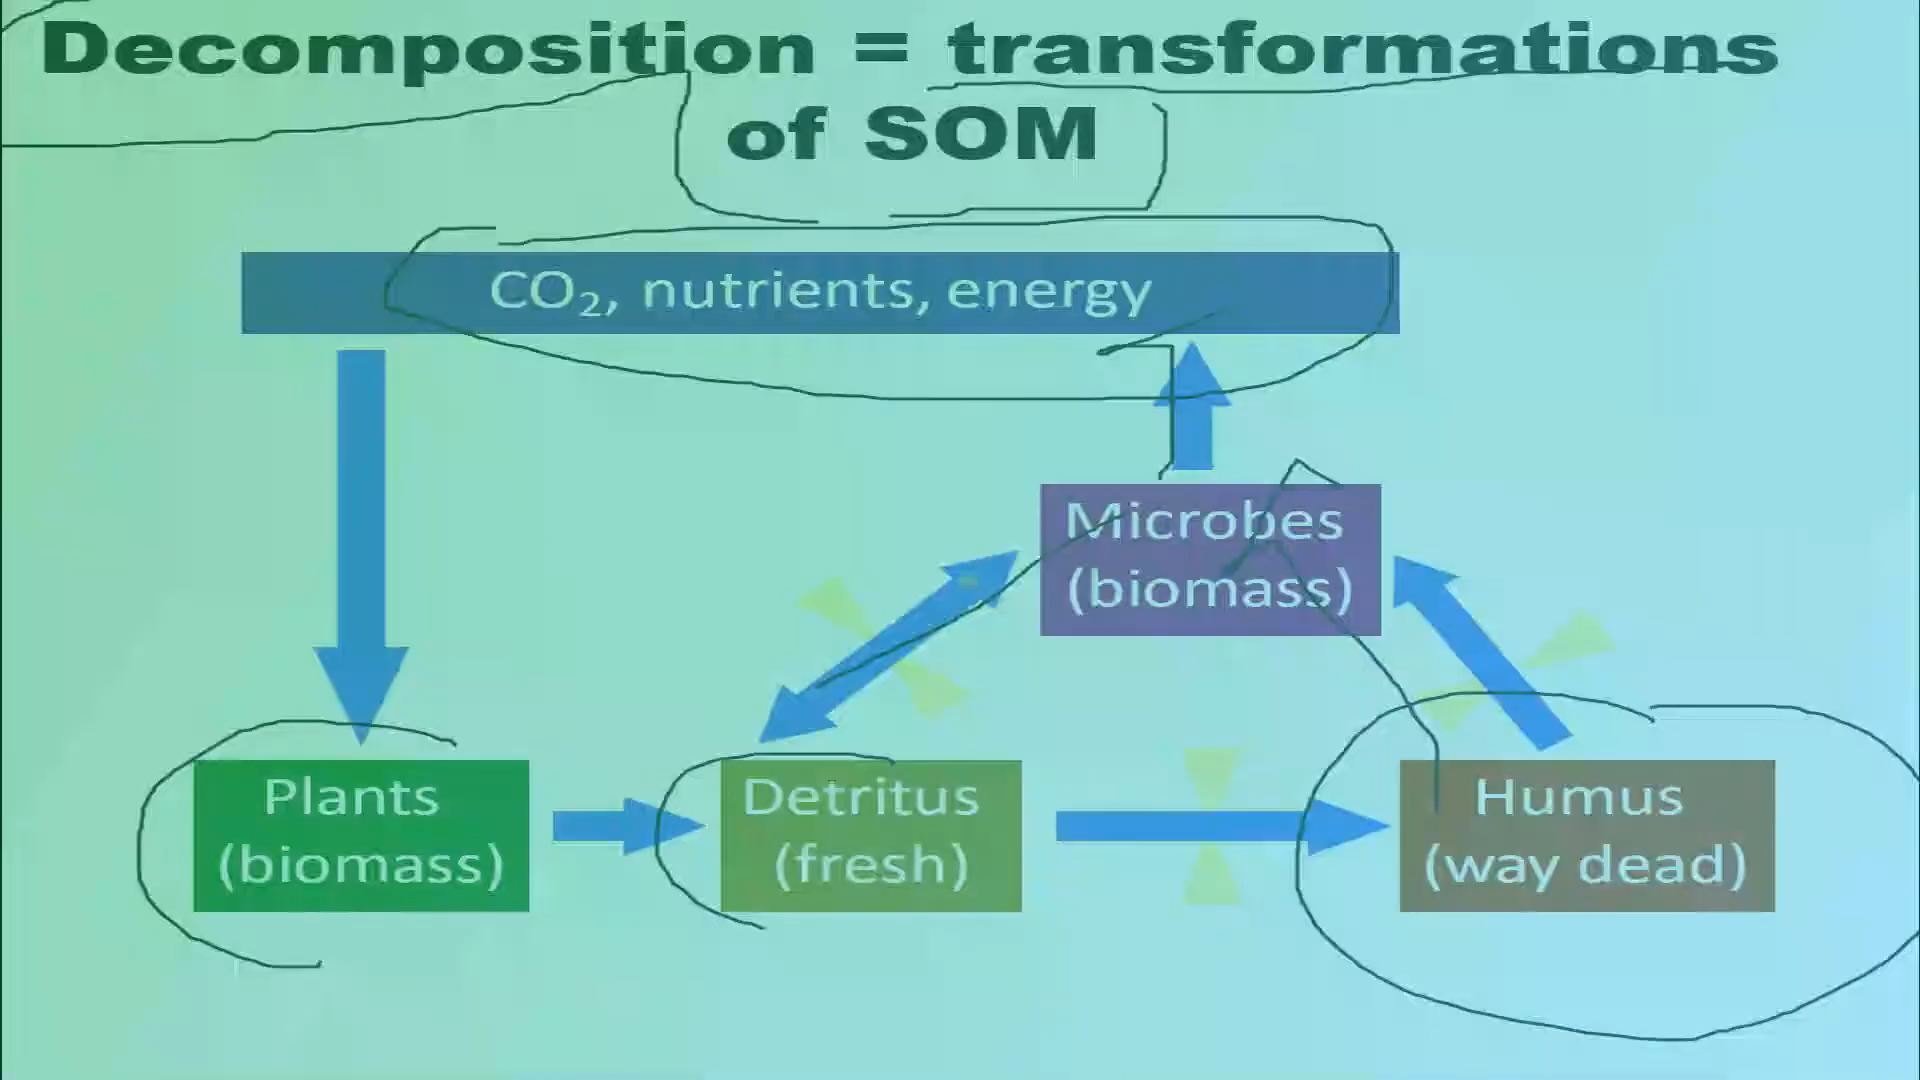 Decomposition = transformations
of SOM
CO₂, nutrients, energy
Microbes
(biomass)
Plants
(biomass)
Detritus
(fresh)
Humus
(way dead)